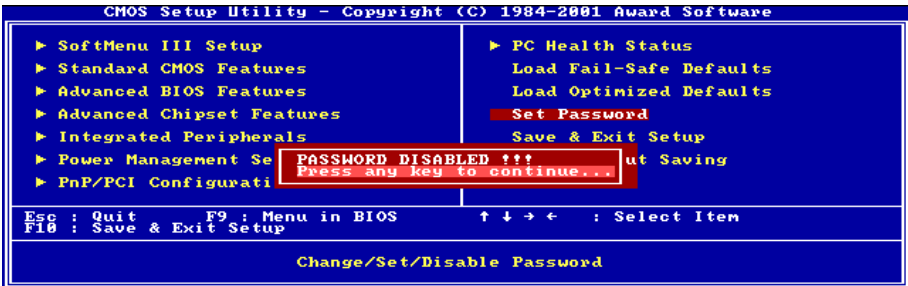 CMOS Setup Utility - Copyright (C) 1984-2001 Award Software
▶ SoftMenu III Setup
▶ Standard CMOS Features
▶ Advanced BIOS Features
▶ Advanced Chipset Features
▶ Integrated Peripherals
▶ Power Management Se
▶ PnP/PCI Configurati
▶ PC Health Status
Load Fail-Safe Defaults
Load Optimized Defaults
Set Password
Save & Exit Setup
ut Saving
PASSWORD DISABLED !!!
Press any key to continue...
Esc : Quit F9 : Menu in BIOS ↑ ↓ → ← : Select Item
F10 : Save & Exit Setup
Change/Set/Disable Password